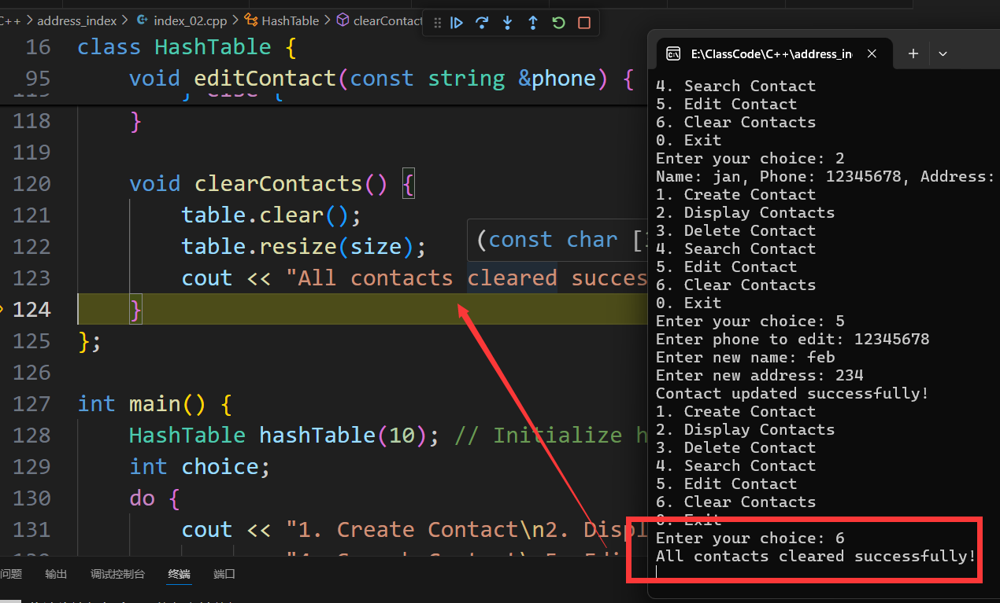 C++ > address_index > index_02.cpp > HashTable > clearContact
16 class HashTable {
95 void editContact(const string &phone) {
118 }
119
120 void clearContacts() {
121 table.clear();
122 table.resize(size);
(const char [
123 cout << "All contacts cleared succes
124 }
125 };
126
127 int main() {
128 HashTable hashTable(10); // Initialize h
129 int choice;
130 do {
131 cout << "1. Create Contact\n2. Displ
问题 输出 调试控制台 终端 端口
E:\ClassCode\C++\address_in
4. Search Contact
5. Edit Contact
6. Clear Contacts
0. Exit
Enter your choice: 2
Name: jan, Phone: 12345678, Address:
1. Create Contact
2. Display Contacts
3. Delete Contact
4. Search Contact
5. Edit Contact
6. Clear Contacts
0. Exit
Enter your choice: 5
Enter phone to edit: 12345678
Enter new name: feb
Enter new address: 234
Contact updated successfully!
1. Create Contact
2. Display Contacts
3. Delete Contact
4. Search Contact
5. Edit Contact
6. Clear Contacts
0. Exit
Enter your choice: 6
All contacts cleared successfully!